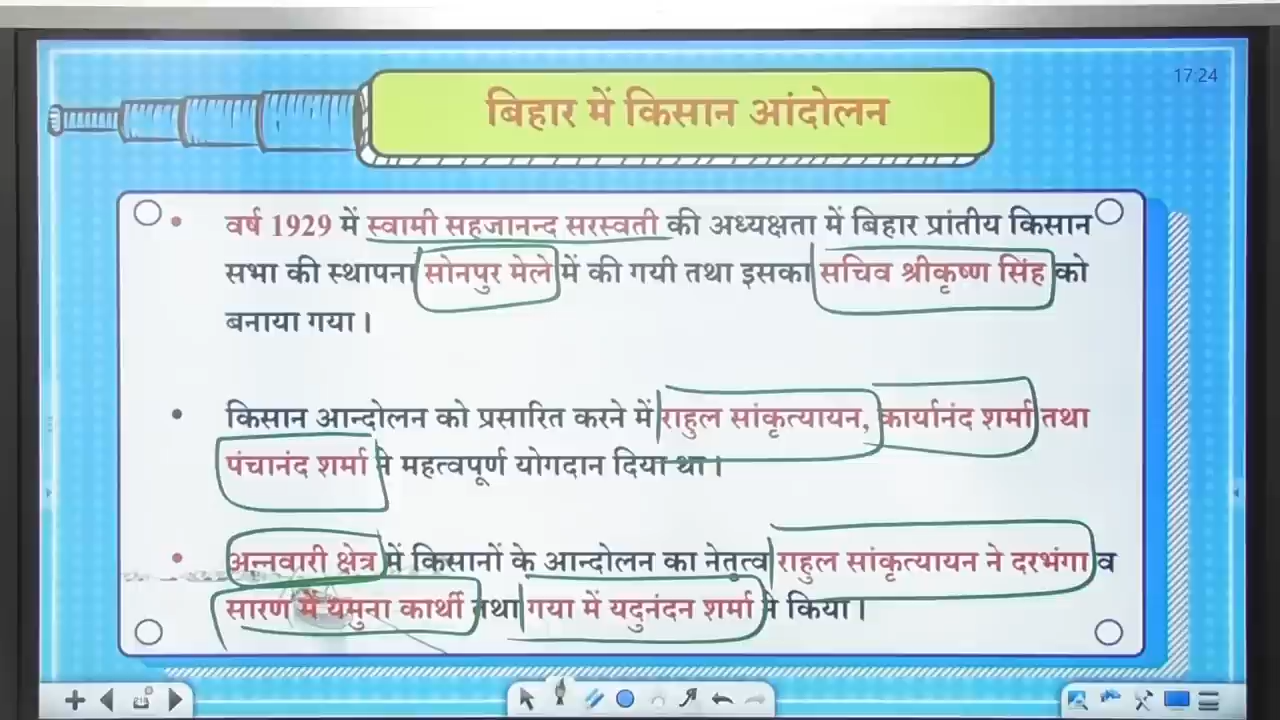 17:24
बिहार में किसान आंदोलन
• वर्ष 1929 में स्वामी सहजानन्द सरस्वती की अध्यक्षता में बिहार प्रांतीय किसान
सभा की स्थापना सोनपुर मेले में की गयी तथा इसका सचिव श्रीकृष्ण सिंह को
बनाया गया।
• किसान आन्दोलन को प्रसारित करने में राहुल सांकृत्यायन, कार्यानंद शर्मा तथा
पंचानंद शर्मा ने महत्वपूर्ण योगदान दिया था।
• अन्नवारी क्षेत्र में किसानों के आन्दोलन का नेतृत्व राहुल सांकृत्यायन ने दरभंगा व
सारण में यमुना कार्थी तथा गया में यदुनंदन शर्मा ने किया।